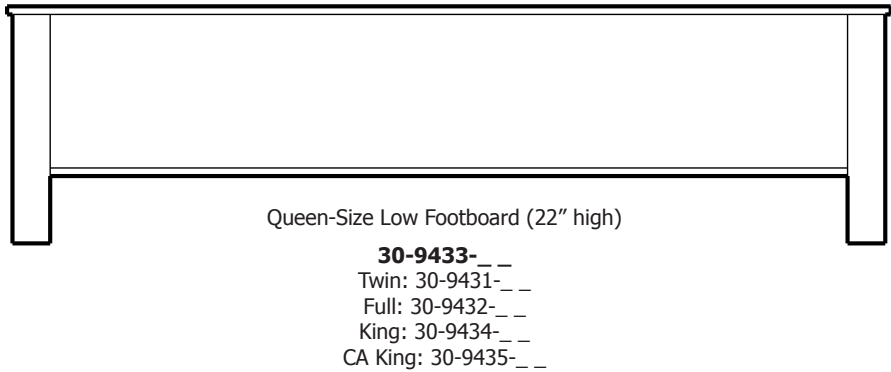 Queen-Size Low Footboard (22” high)
30-9433-_ _
Twin: 30-9431-_ _
Full: 30-9432-_ _
King: 30-9434-_ _
CA King: 30-9435-_ _